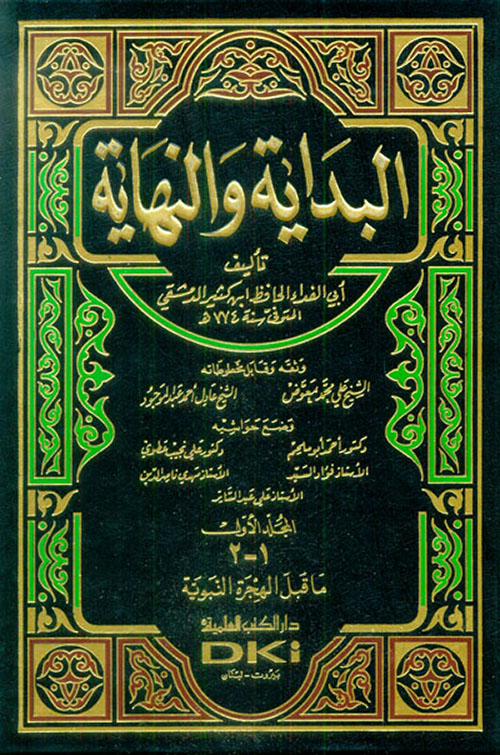 البداية والنهاية
تأليف
أبي الفداء الحافظ ابن كثير الدمشقي
المتوفى سنة ٧٧٤ هـ
وثقه وقابل مخطوطاته
الشيخ علي محمد معوض الشيخ عادل أحمد عبد الموجود
وضع حواشيه
دكتور أحمد أبو ملحم دكتور علي نجيب عطوي
الأستاذ فؤاد السيد الأستاذ مهدي ناصر الدين
الأستاذ علي عبد الساتر
المجلد الأول
١-٢
ما قبل الهجرة النبوية
دار الكتب العلمية
DKi
بيروت - لبنان